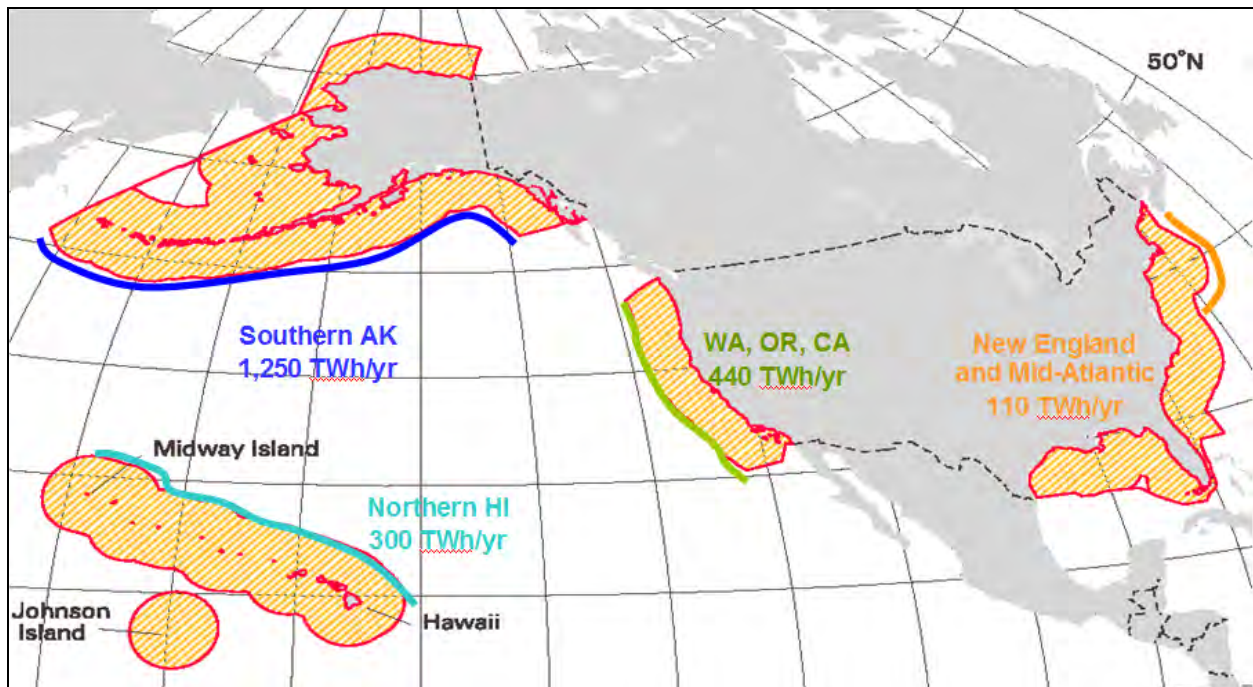 50°N
Southern AK
1,250 TWh/yr
WA, OR, CA
440 TWh/yr
New England
and Mid-Atlantic
110 TWh/yr
Midway Island
Northern HI
300 TWh/yr
Johnson
Island
Hawaii